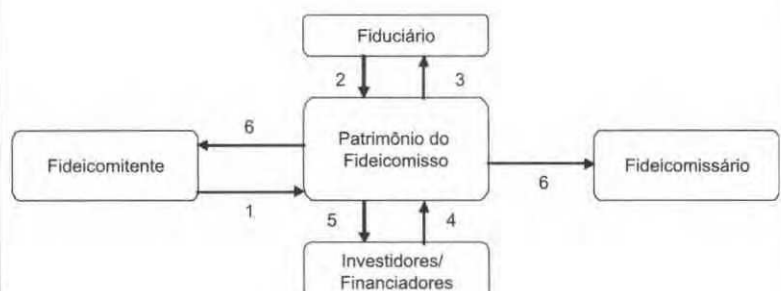 Fiduciário
2
3
Patrimônio do
Fideicomisso
6
Fideicomitente
Fideicomissário
6
1
5
4
Investidores/
Financiadores